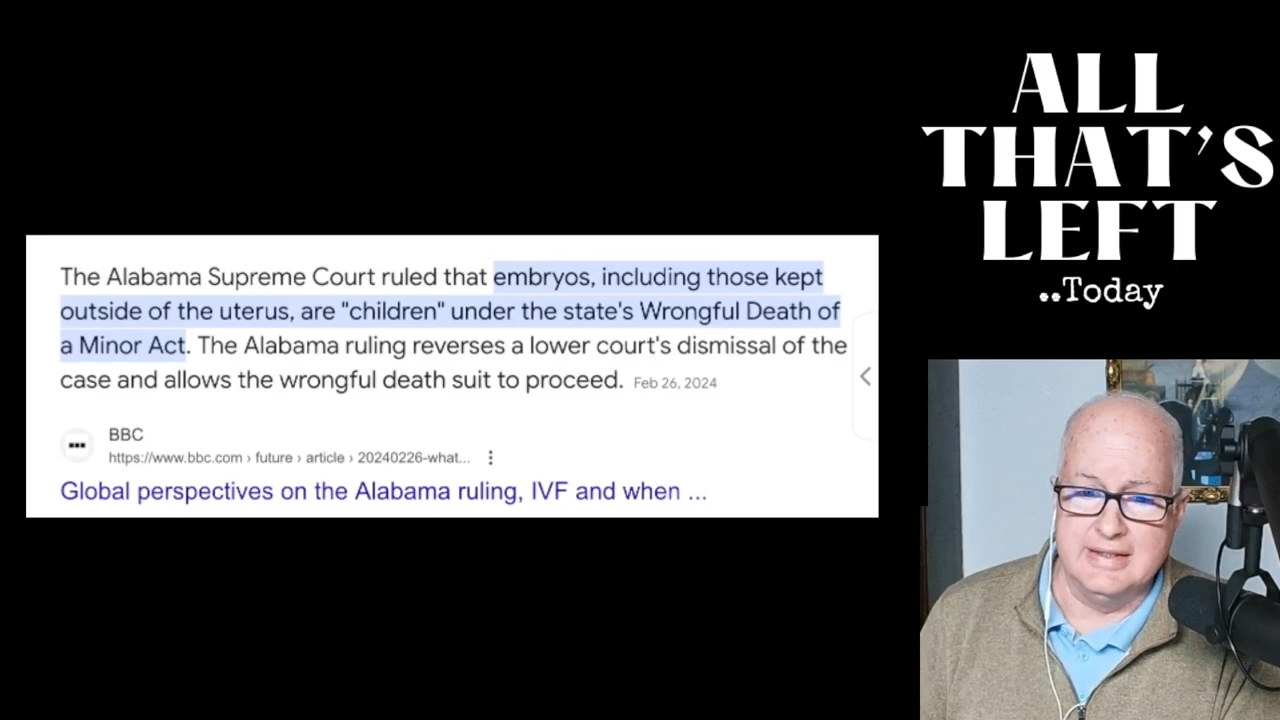 ALL
THAT'S
LEFT
..Today
The Alabama Supreme Court ruled that embryos, including those kept
outside of the uterus, are "children" under the state's Wrongful Death of
a Minor Act. The Alabama ruling reverses a lower court's dismissal of the
case and allows the wrongful death suit to proceed. Feb 26, 2024
BBC
https://www.bbc.com › future › article › 20240226-what...
Global perspectives on the Alabama ruling, IVF and when ...